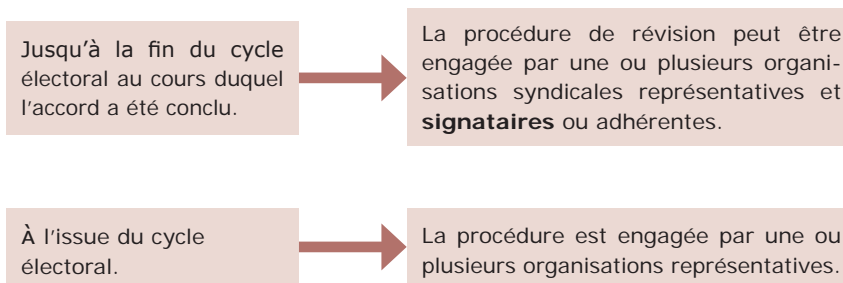 Jusqu'à la fin du cycle
électoral au cours duquel
l'accord a été conclu.
La procédure de révision peut être
engagée par une ou plusieurs organi-
sations syndicales représentatives et
signataires ou adhérentes.
À l'issue du cycle
électoral.
La procédure est engagée par une ou
plusieurs organisations représentatives.